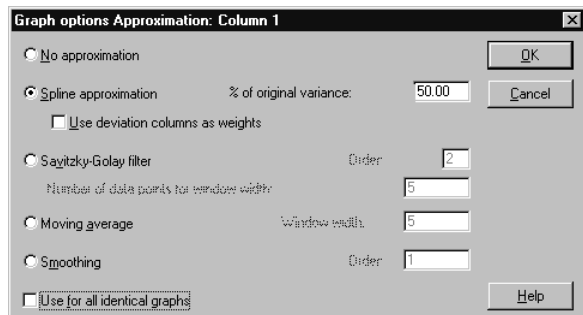 Graph options Approximation: Column 1
No approximation
OK
Spline approximation % of original variance: 50.00
Cancel
Use deviation columns as weights
Savitzky-Golay filter Order: 2
Number of data points for window width: 5
Moving average Window width: 5
Smoothing Order: 1
Use for all identical graphs
Help